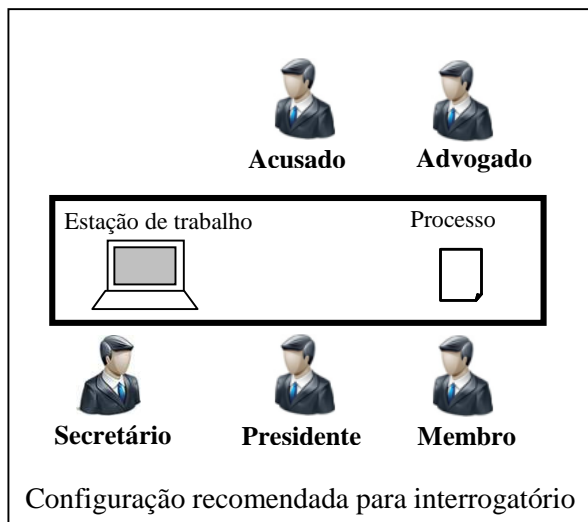 Acusado Advogado
Estação de trabalho Processo
Secretário Presidente Membro
Configuração recomendada para interrogatório